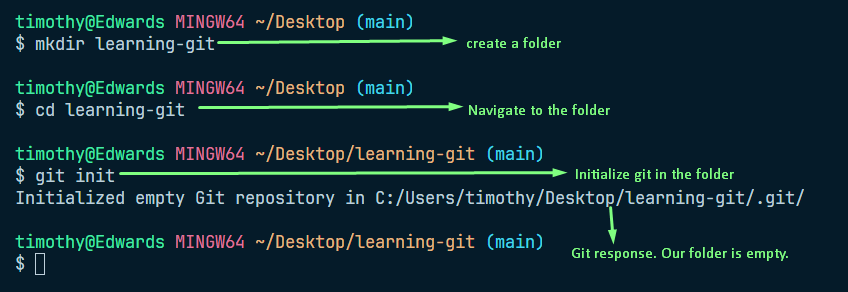 timothy@Edwards MINGW64 ~/Desktop (main)
$ mkdir learning-git create a folder
timothy@Edwards MINGW64 ~/Desktop (main)
$ cd learning-git Navigate to the folder
timothy@Edwards MINGW64 ~/Desktop/learning-git (main)
$ git init Initialize git in the folder
Initialized empty Git repository in C:/Users/timothy/Desktop/learning-git/.git/
timothy@Edwards MINGW64 ~/Desktop/learning-git (main)
$ Git response. Our folder is empty.